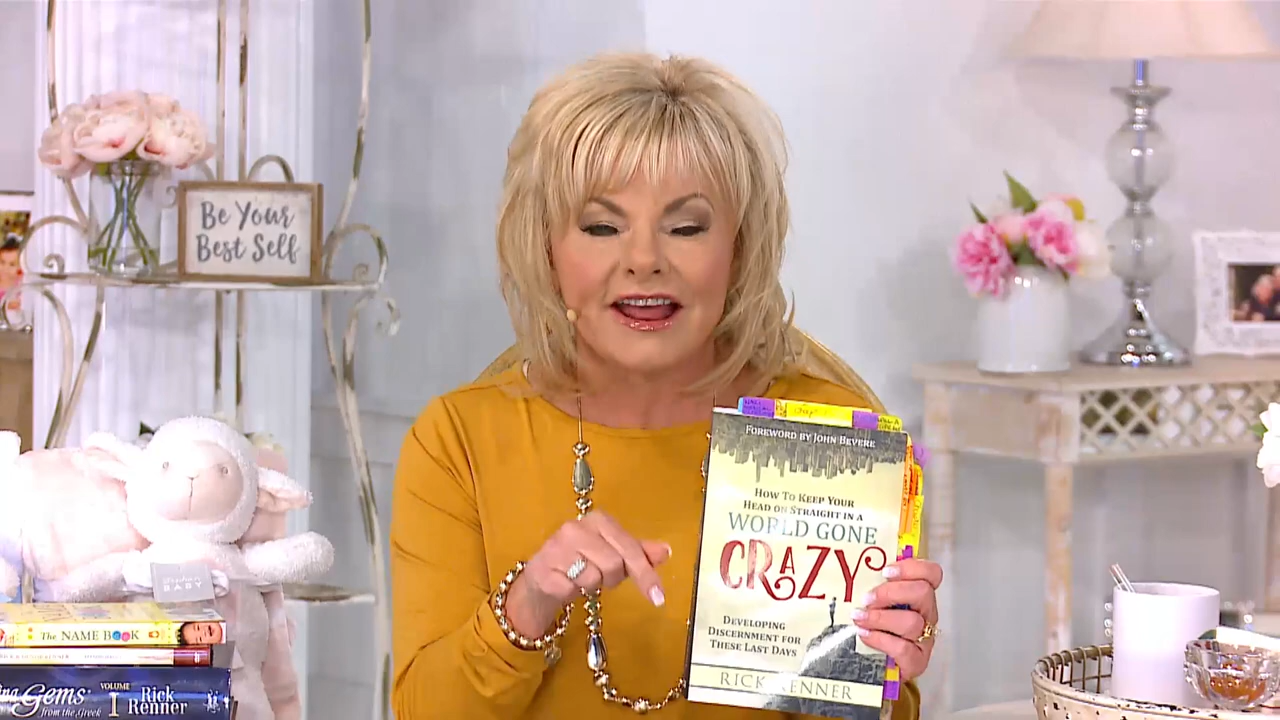 Be Your
Best Self
FOREWORD BY JOHN BEVERE
HOW TO KEEP YOUR
HEAD ON STRAIGHT IN A
WORLD GONE
CRAZY
DEVELOPING
DISCERNMENT FOR
THESE LAST DAYS
RICK RENNER
BABY
The NAME BOOK
Gems
from the Greek
VOLUME
I
Rick
Renner